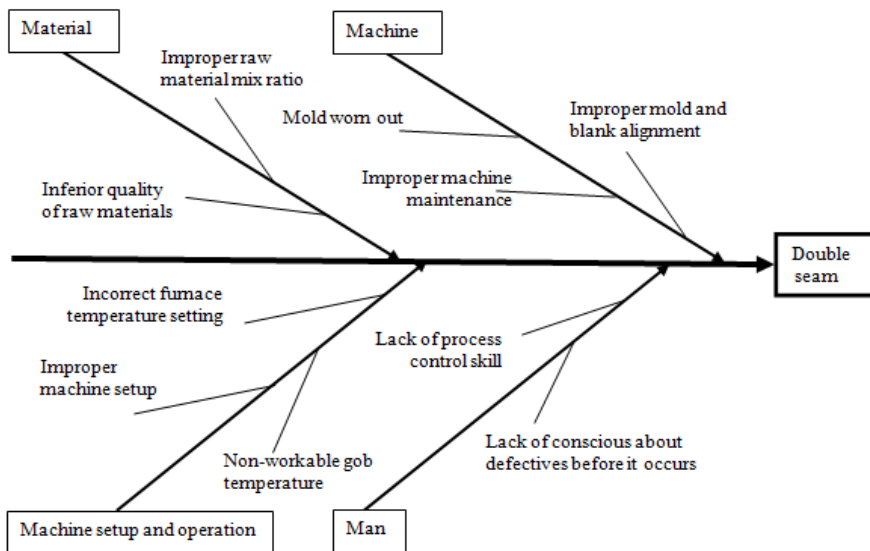 Material
Machine
Improper raw
material mix ratio
Mold worn out
Improper mold and
blank alignment
Inferior quality
of raw materials
Improper machine
maintenance
Double
seam
Incorrect furnace
temperature setting
Lack of process
control skill
Improper
machine setup
Non-workable gob
temperature
Lack of conscious about
defectives before it occurs
Machine setup and operation
Man